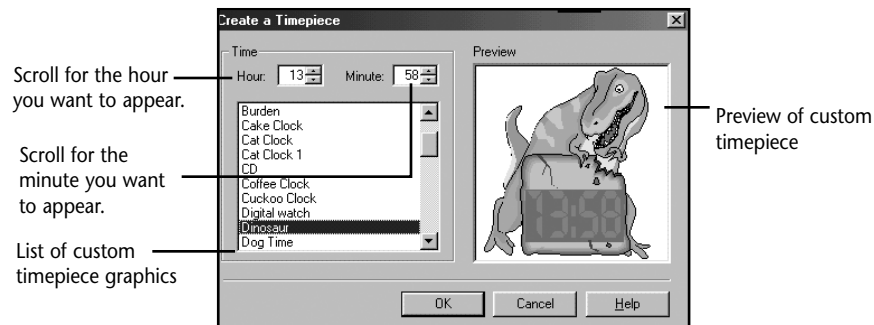 Create a Timepiece
Time
Hour: 13
Minute: 58
Preview
Burden
Cake Clock
Cat Clock
Cat Clock 1
CD
Coffee Clock
Cuckoo Clock
Digital watch
Dinosaur
Dog Time
13:58
OK
Cancel
Help
Scroll for the hour
you want to appear.
Scroll for the
minute you want
to appear.
List of custom
timepiece graphics
Preview of custom
timepiece